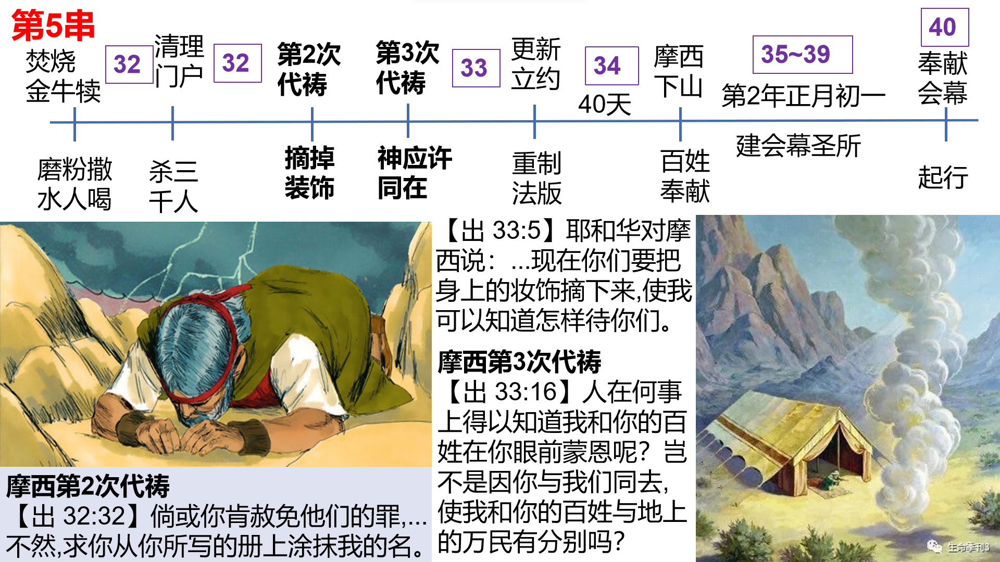 第5串
焚烧
金牛犊
32
清理
门户
32
第2次
代祷
第3次
代祷
33
更新
立约
34
40天
摩西
下山
35~39
第2年正月初一
40
奉献
会幕
磨粉撒
水人喝
杀三
千人
摘掉
装饰
神应许
同在
重制
法版
百姓
奉献
建会幕圣所
起行
【出 33:5】耶和华对摩
西说：...现在你们要把
身上的妆饰摘下来,使我
可以知道怎样待你们。
摩西第3次代祷
【出 33:16】人在何事
上得以知道我和你的百
姓在你眼前蒙恩呢？岂
不是因你与我们同去,
使我和你的百姓与地上
的万民有分别吗？
摩西第2次代祷
【出 32:32】倘或你肯赦免他们的罪,...
不然,求你从你所写的册上涂抹我的名。
生命季刊3